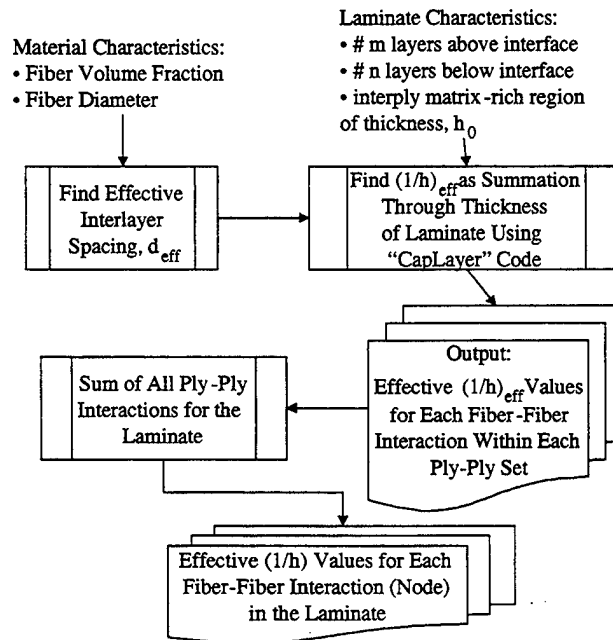 Material Characteristics:
• Fiber Volume Fraction
• Fiber Diameter
Laminate Characteristics:
• # m layers above interface
• # n layers below interface
• interply matrix-rich region
of thickness, h0
Find Effective
Interlayer
Spacing, deff
Find (1/h)eff as Summation
Through Thickness
of Laminate Using
“CapLayer” Code
Output:
Effective (1/h)eff Values
for Each Fiber-Fiber
Interaction Within Each
Ply-Ply Set
Sum of All Ply-Ply
Interactions for the
Laminate
Effective (1/h) Values for Each
Fiber-Fiber Interaction (Node)
in the Laminate